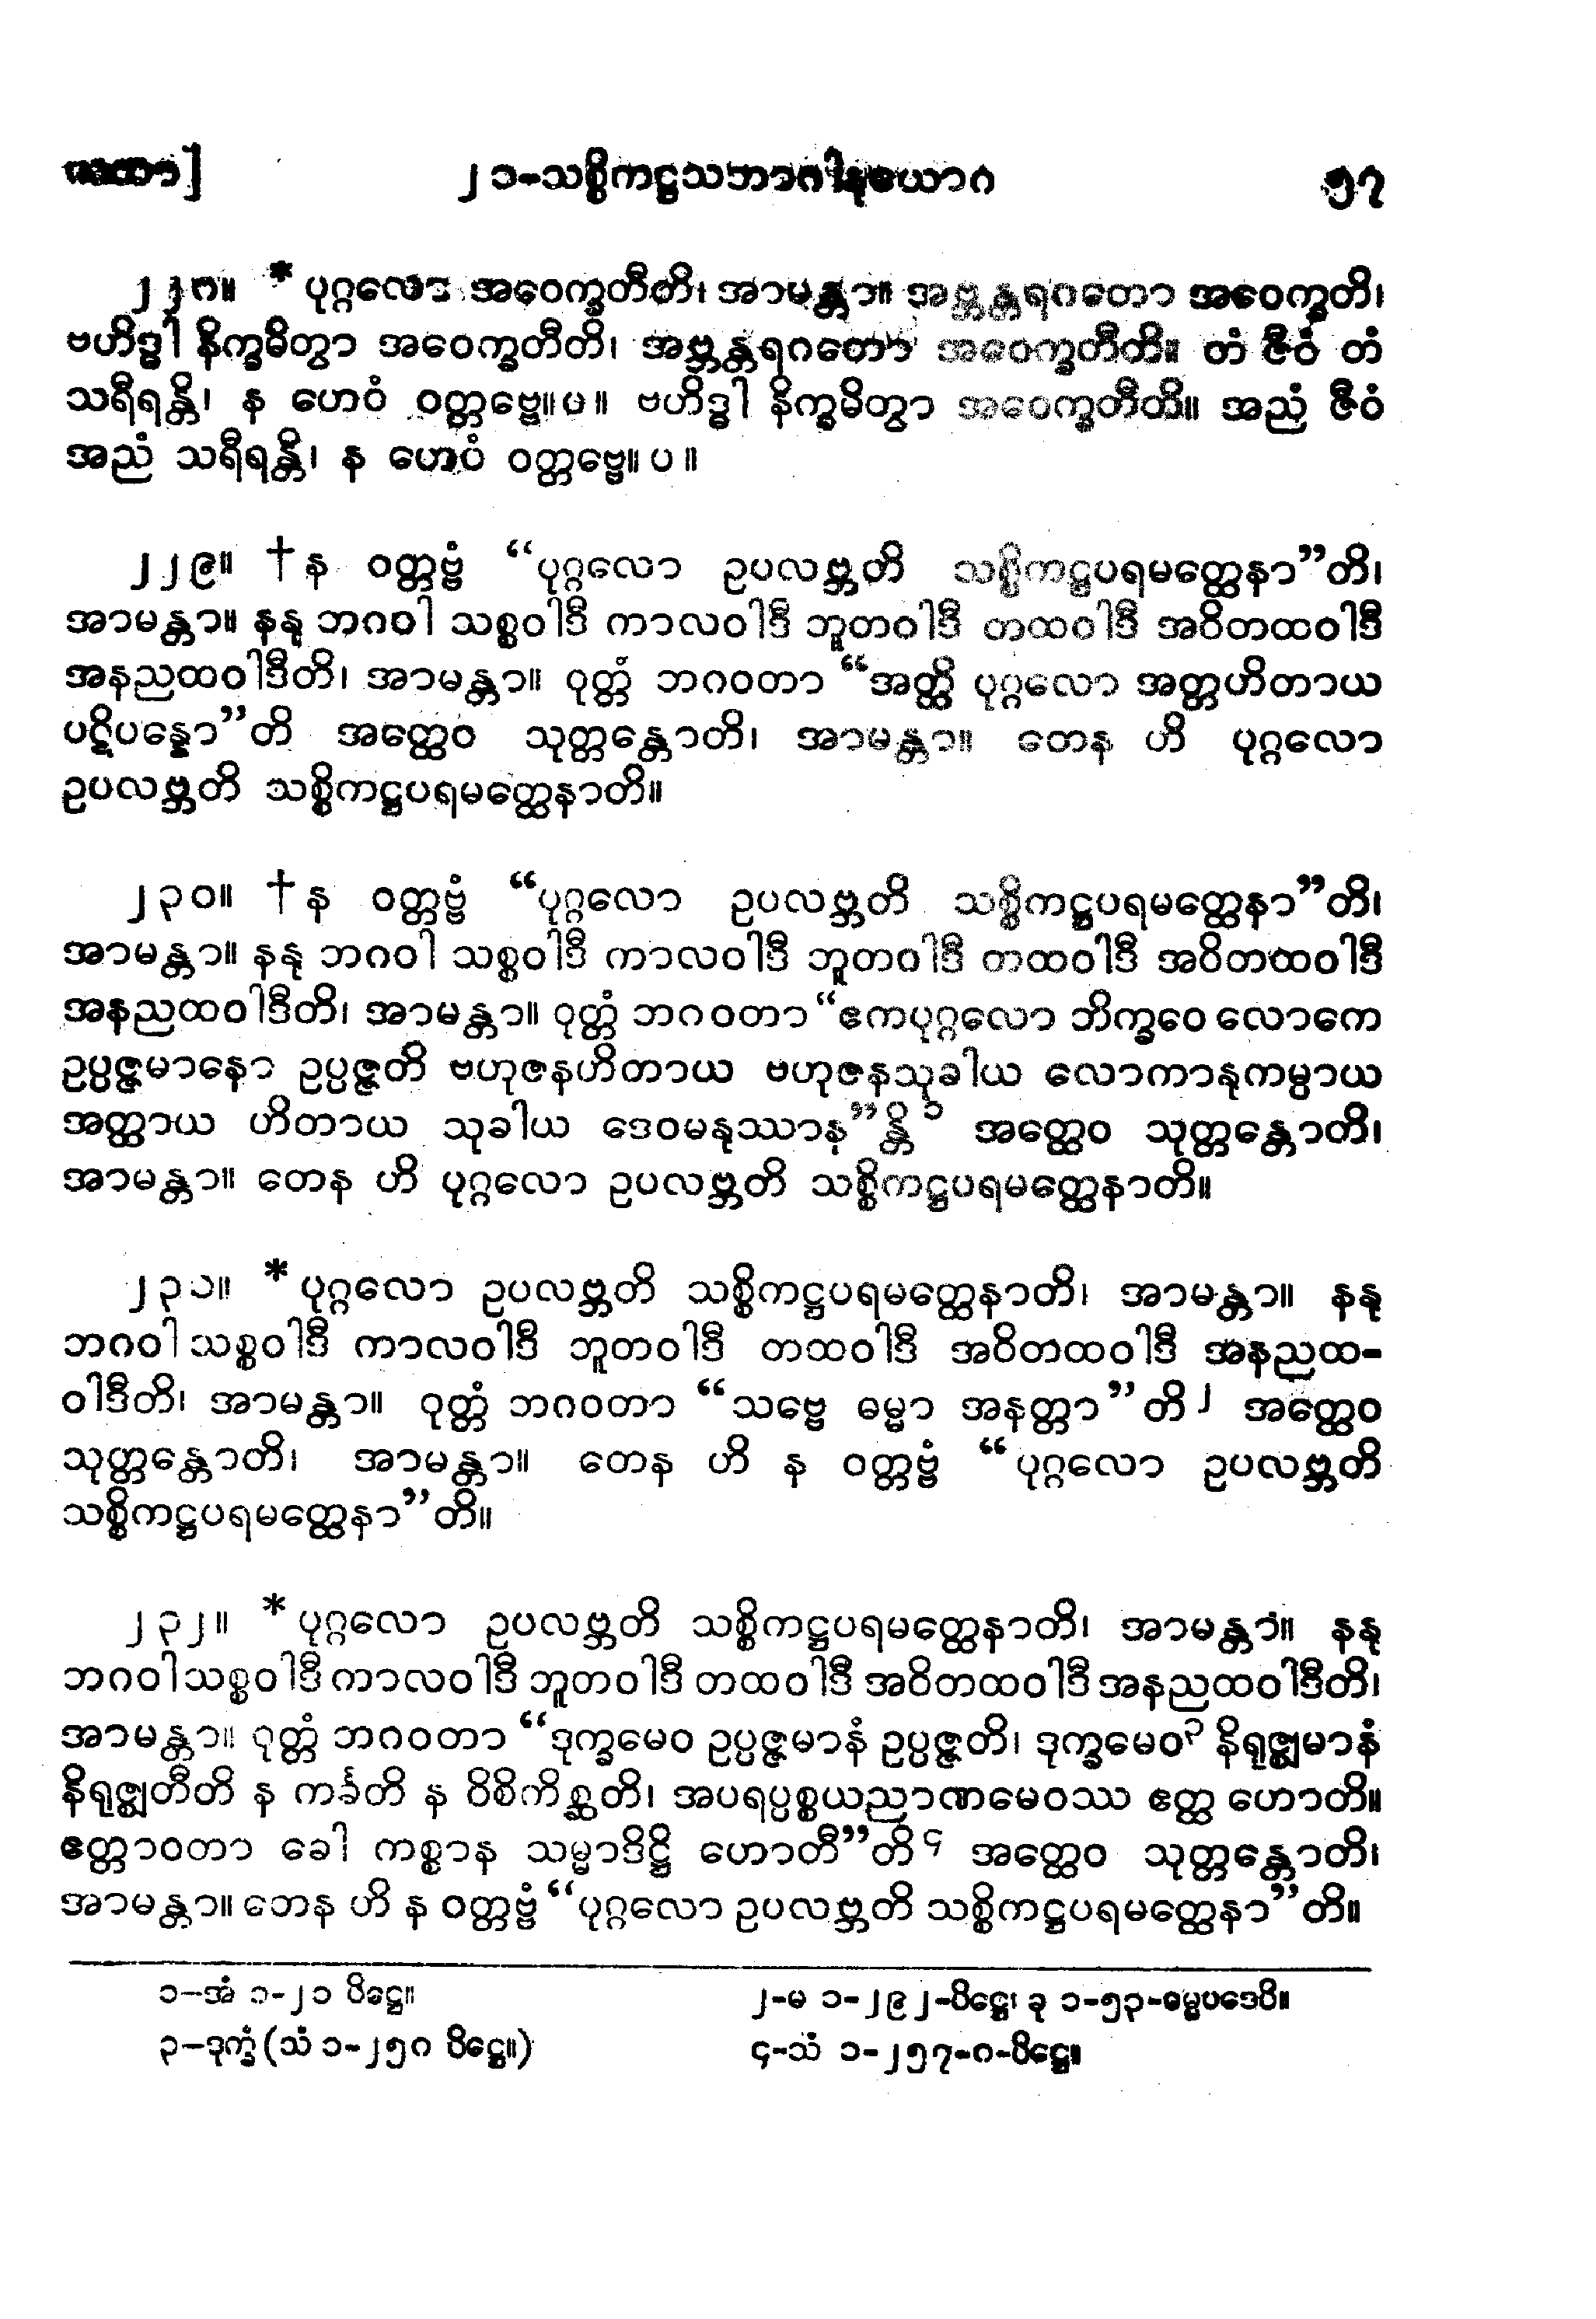 ၂၁-သစ္စိကဋ္ဌသဘာဂါနုယောဂ ၅၇
၂၂၈။ * ပုဂ္ဂလော အဝေက္ခတီတိ၊ အာမန္တာ။ အဗ္ဘန္တရဂတော အဝေက္ခတိ၊
ဗဟိဒ္ဓါ နိက္ခမိတွာ အဝေက္ခတီတိ၊ အဗ္ဘန္တရဂတော အဝေက္ခတီတိ။ တံ ဇီဝံ တံ
သရီရန္တိ၊ န ဟေဝံ ဝတ္တဗ္ဗေ။ပ။ ဗဟိဒ္ဓါ နိက္ခမိတွာ အဝေက္ခတီတိ။ အညံ ဇီဝံ
အညံ သရီရန္တိ၊ န ဟေဝံ ဝတ္တဗ္ဗေ။ပ။
၂၂၉။ † န ဝတ္တဗ္ဗံ “ပုဂ္ဂလော ဥပလဗ္ဘတိ သစ္စိကဋ္ဌပရမတ္ထေနာ”တိ၊
အာမန္တာ။ နနု ဘဂဝါ သစ္စဝါဒီ ကာလဝါဒီ ဘူတဝါဒီ တထဝါဒီ အဝိတထဝါဒီ
အနညထဝါဒီတိ၊ အာမန္တာ။ ဝုတ္တံ ဘဂဝတာ “အတ္ထိ ပုဂ္ဂလော အတ္တဟိတာယ
ပဋိပန္နော”တိ အတ္ထေဝ သုတ္တန္တောတိ၊ အာမန္တာ။ တေန ဟိ ပုဂ္ဂလော
ဥပလဗ္ဘတိ သစ္စိကဋ္ဌပရမတ္ထေနာတိ။
၂၃၀။ † န ဝတ္တဗ္ဗံ “ပုဂ္ဂလော ဥပလဗ္ဘတိ သစ္စိကဋ္ဌပရမတ္ထေနာ”တိ၊
အာမန္တာ။ နနု ဘဂဝါ သစ္စဝါဒီ ကာလဝါဒီ ဘူတဝါဒီ တထဝါဒီ အဝိတထဝါဒီ
အနညထဝါဒီတိ၊ အာမန္တာ။ ဝုတ္တံ ဘဂဝတာ “ဧကပုဂ္ဂလော ဘိက္ခဝေ လောကေ
ဥပ္ပဇ္ဇမာနော ဥပ္ပဇ္ဇတိ ဗဟုဇနဟိတာယ ဗဟုဇနသုခါယ လောကာနုကမ္ပာယ
အတ္ထာယ ဟိတာယ သုခါယ ဒေဝမနုဿာန”န္တိ ၁ အတ္ထေဝ သုတ္တန္တောတိ၊
အာမန္တာ။ တေန ဟိ ပုဂ္ဂလော ဥပလဗ္ဘတိ သစ္စိကဋ္ဌပရမတ္ထေနာတိ။
၂၃၁။ * ပုဂ္ဂလော ဥပလဗ္ဘတိ သစ္စိကဋ္ဌပရမတ္ထေနာတိ၊ အာမန္တာ။ နနု
ဘဂဝါ သစ္စဝါဒီ ကာလဝါဒီ ဘူတဝါဒီ တထဝါဒီ အဝိတထဝါဒီ အနညထ-
ဝါဒီတိ၊ အာမန္တာ။ ဝုတ္တံ ဘဂဝတာ “သဗ္ဗေ ဓမ္မာ အနတ္တာ”တိ ၂ အတ္ထေဝ
သုတ္တန္တောတိ၊ အာမန္တာ။ တေန ဟိ န ဝတ္တဗ္ဗံ “ပုဂ္ဂလော ဥပလဗ္ဘတိ
သစ္စိကဋ္ဌပရမတ္ထေနာ”တိ။
၂၃၂။ * ပုဂ္ဂလော ဥပလဗ္ဘတိ သစ္စိကဋ္ဌပရမတ္ထေနာတိ၊ အာမန္တာ။ နနု
ဘဂဝါ သစ္စဝါဒီ ကာလဝါဒီ ဘူတဝါဒီ တထဝါဒီ အဝိတထဝါဒီ အနညထဝါဒီတိ၊
အာမန္တာ။ ဝုတ္တံ ဘဂဝတာ “ဒုက္ခမေဝ ဥပ္ပဇ္ဇမာနံ ဥပ္ပဇ္ဇတိ၊ ဒုက္ခမေဝ ၃ နိရုဇ္ဈမာနံ
နိရုဇ္ဈတီတိ န ကင်္ခတိ န ဝိစိကိစ္ဆတိ၊ အပရပ္ပစ္စယညာဏမေဝဿ ဧတ္ထ ဟောတိ။
ဧတ္တာဝတာ ခေါ ကစ္စာန သမ္မာဒိဋ္ဌိ ဟောတီ”တိ ၄ အတ္ထေဝ သုတ္တန္တောတိ၊
အာမန္တာ။ တေန ဟိ န ဝတ္တဗ္ဗံ “ပုဂ္ဂလော ဥပလဗ္ဘတိ သစ္စိကဋ္ဌပရမတ္ထေနာ”တိ။
၁-အံ ၁-၂၁ ပိဋ္ဌေ။ ၂-မ ၁-၂၉၂-ပိဋ္ဌေ၊ ခု ၁-၅၃-ဓမ္မပဒေပိ။
၃-ဒုက္ခံ (သံ ၁-၂၅၈ ပိဋ္ဌေ။) ၄-သံ ၁-၂၅၇-၈-ပိဋ္ဌေ။